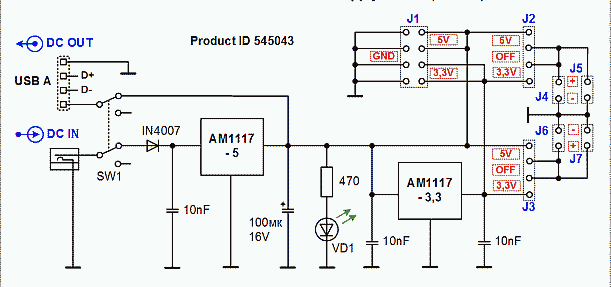 DC OUT
Product ID 545043
J1
J2
5V
5V
GND
OFF
3,3V
3,3V
USB A
D+
D-
J5
+
-
J4
DC IN
IN4007
AM1117
- 5
J6
-
+
J7
5V
OFF
3,3V
J3
SW1
470
AM1117
- 3,3
10nF
100мк
16V
VD1
10nF
10nF
+